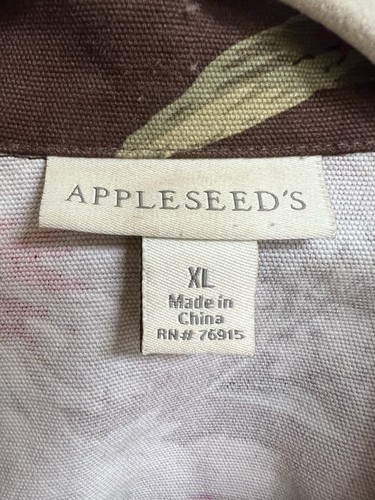 APPLESEED'S
XL
Made in
China
RN# 76915